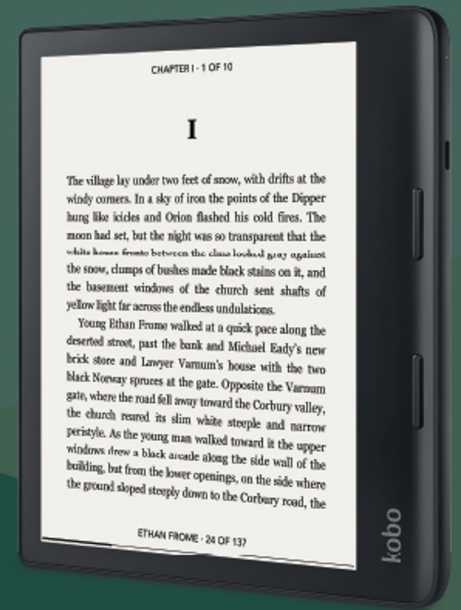 CHAPTER I - 1 OF 10
I
The village lay under two feet of snow, with drifts at the
windy corners. In a sky of iron the points of the Dipper
hung like icicles and Orion flashed his cold fires. The
moon had set, but the night was so transparent that the
white house fronts between the elms looked gray against
the snow, clumps of bushes made black stains on it, and
the basement windows of the church sent shafts of
yellow light far across the endless undulations.
Young Ethan Frome walked at a quick pace along the
deserted street, past the bank and Michael Eady's new
brick store and Lawyer Varnum's house with the two
black Norway spruces at the gate. Opposite the Varnum
gate, where the road fell away toward the Corbury valley,
the church reared its slim white steeple and narrow
peristyle. As the young man walked toward it the upper
windows drew a black arcade along the side wall of the
building, but from the lower openings, on the side where
the ground sloped steeply down to the Corbury road, the
ETHAN FROME - 24 OF 137
kobo